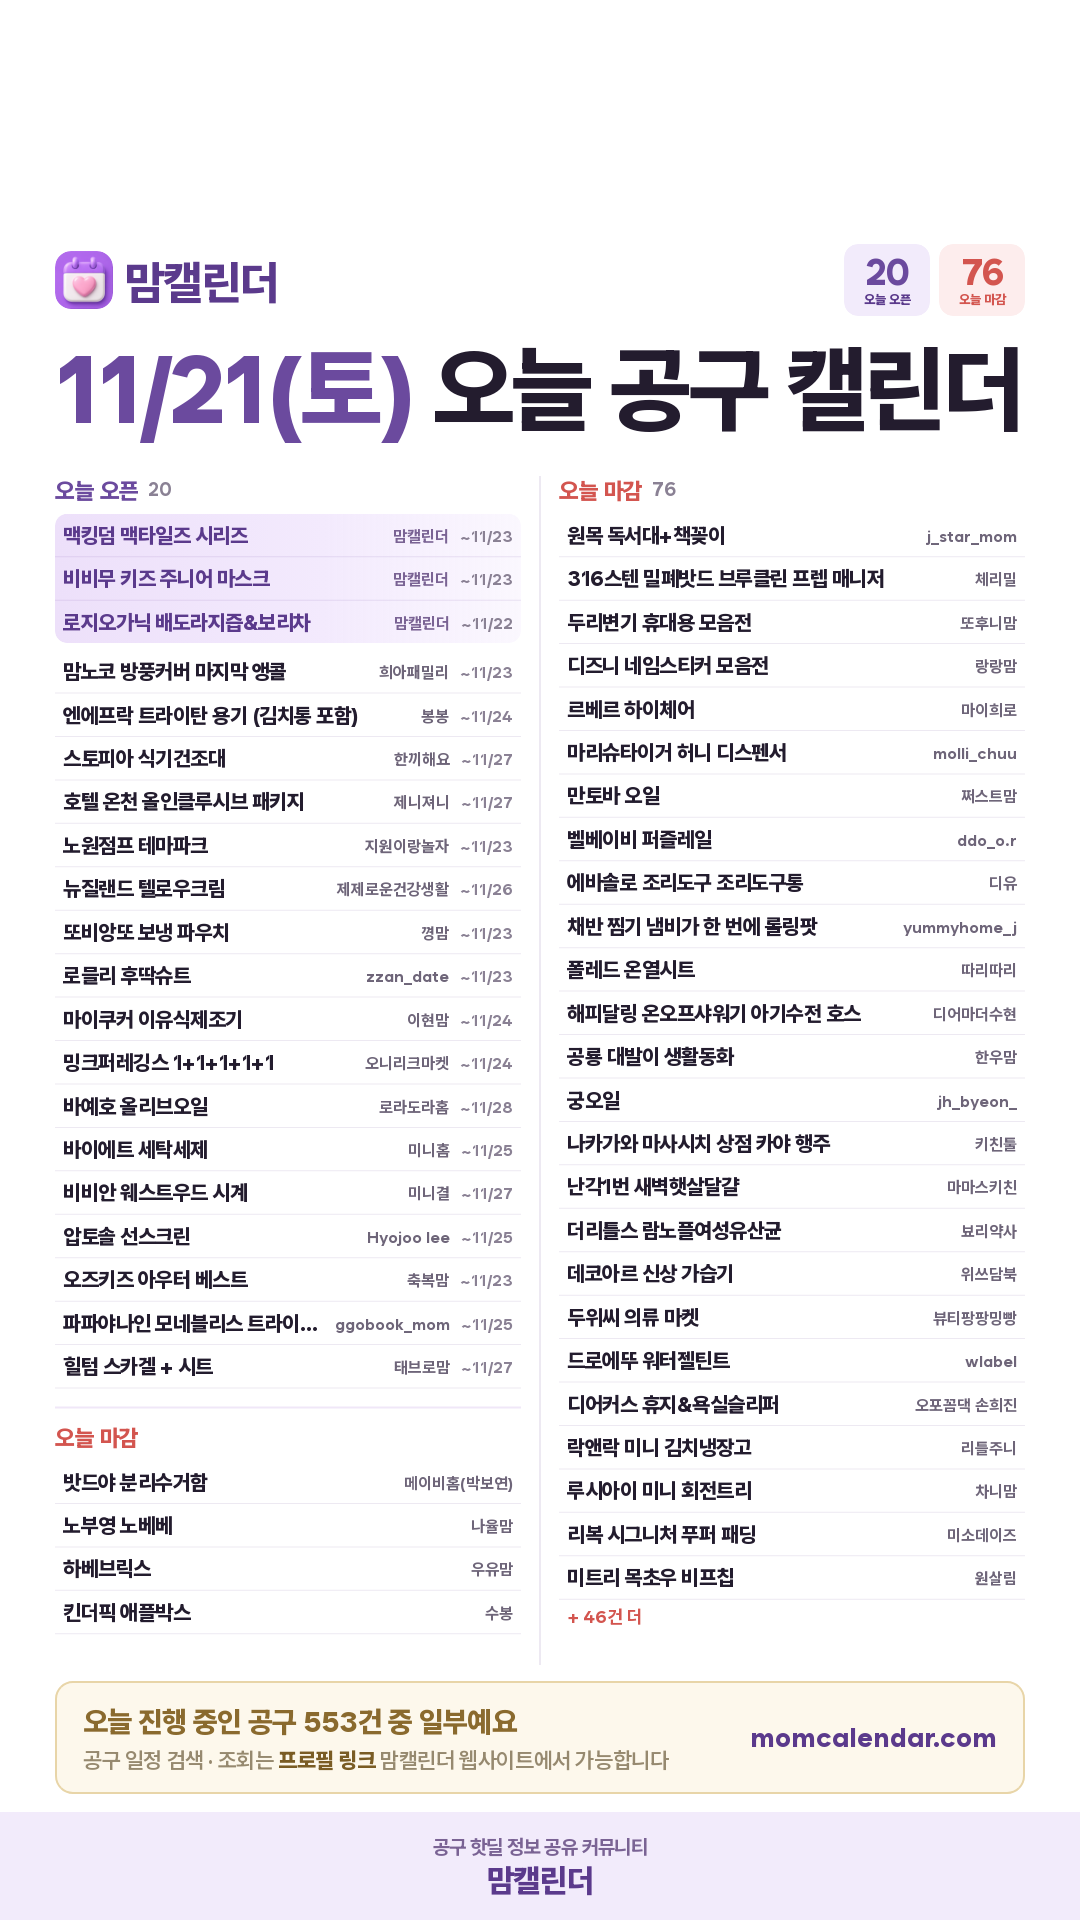 맘캘린더
20
오늘 오픈
76
오늘 마감
11/21(토) 오늘 공구 캘린더
오늘 오픈 20
맥킹덤 맥타일즈 시리즈 맘캘린더 ~11/23
비비무 키즈 주니어 마스크 맘캘린더 ~11/23
로지오가닉 배도라지즙&보리차 맘캘린더 ~11/22
맘노코 방풍커버 마지막 앵콜 희아패밀리 ~11/23
엔에프락 트라이탄 용기 (김치통 포함) 봉봉 ~11/24
스토피아 식기건조대 한끼해요 ~11/27
호텔 온천 올인클루시브 패키지 제니져니 ~11/27
노원점프 테마파크 지원이랑놀자 ~11/23
뉴질랜드 텔로우크림 제제로운건강생활 ~11/26
또비앙또 보냉 파우치 꼉맘 ~11/23
로믈리 후딱슈트 zzan_date ~11/23
마이쿠커 이유식제조기 이현맘 ~11/24
밍크퍼레깅스 1+1+1+1+1 오니리크마켓 ~11/24
바예호 올리브오일 로라도라홈 ~11/28
바이에트 세탁세제 미니홈 ~11/25
비비안 웨스트우드 시계 미니결 ~11/27
압토솔 선스크린 Hyojoo lee ~11/25
오즈키즈 아우터 베스트 축복맘 ~11/23
파파야나인 모네블리스 트라이... ggobook_mom ~11/25
힐텀 스카겔 + 시트 태브로맘 ~11/27
오늘 마감
밧드야 분리수거함 메이비홈(박보연)
노부영 노베베 나율맘
하베브릭스 우유맘
킨더픽 애플박스 수봉
오늘 마감 76
원목 독서대+책꽂이 j_star_mom
316스텐 밀폐밧드 브루클린 프렙 매니저 체리밀
두리변기 휴대용 모음전 또후니맘
디즈니 네임스티커 모음전 랑랑맘
르베르 하이체어 마이희로
마리슈타이거 허니 디스펜서 molli_chuu
만토바 오일 쩌스트맘
벨베이비 퍼즐레일 ddo_o.r
에바솔로 조리도구 조리도구통 디유
채반 찜기 냄비가 한 번에 롤링팟 yummyhome_j
폴레드 온열시트 따리따리
해피달링 온오프샤워기 아기수전 호스 디어마더수현
공룡 대발이 생활동화 한우맘
궁오일 jh_byeon_
나카가와 마사시치 상점 카야 행주 키친툴
난각1번 새벽햇살달걀 마마스키친
더리틀스 람노플여성유산균 뵤리약사
데코아르 신상 가습기 위쓰담북
두위씨 의류 마켓 뷰티팡팡밍빵
드로에뚜 워터젤틴트 wlabel
디어커스 휴지&욕실슬리퍼 오포꼼댁 손희진
락앤락 미니 김치냉장고 리틀주니
루시아이 미니 회전트리 차니맘
리복 시그니처 푸퍼 패딩 미소데이즈
미트리 목초우 비프칩 원살림
+ 46건 더
오늘 진행 중인 공구 553건 중 일부예요
공구 일정 검색 · 조회는 프로필 링크 맘캘린더 웹사이트에서 가능합니다
momcalendar.com
공구 핫딜 정보 공유 커뮤니티
맘캘린더